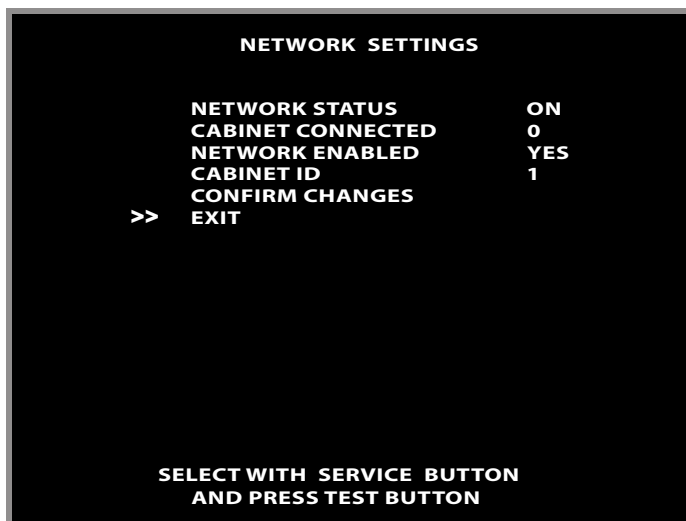 NETWORK SETTINGS
NETWORK STATUS ON
CABINET CONNECTED 0
NETWORK ENABLED YES
CABINET ID 1
CONFIRM CHANGES
>> EXIT
SELECT WITH SERVICE BUTTON
AND PRESS TEST BUTTON